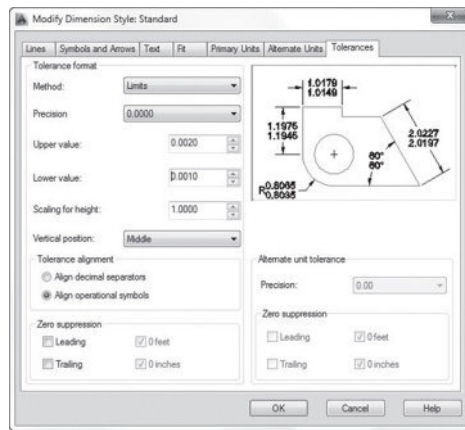 Modify Dimension Style: Standard
Lines Symbols and Arrows Text Fit Primary Units Alternate Units Tolerances
Tolerance format
Method: Limits
Precision 0.0000
Upper value: 0.0020
Lower value: 0.0010
Scaling for height: 1.0000
Vertical position: Middle
Tolerance alignment
Align decimal separators
Align operational symbols
Zero suppression
Leading 0 feet
Trailing 0 inches
1.0179
1.0149
1.1976
1.1946
2.0227
2.0197
60°
60°
R0.8065
0.8035
Alternate unit tolerance
Precision: 0.00
Zero suppression
Leading 0 feet
Trailing 0 inches
OK Cancel Help